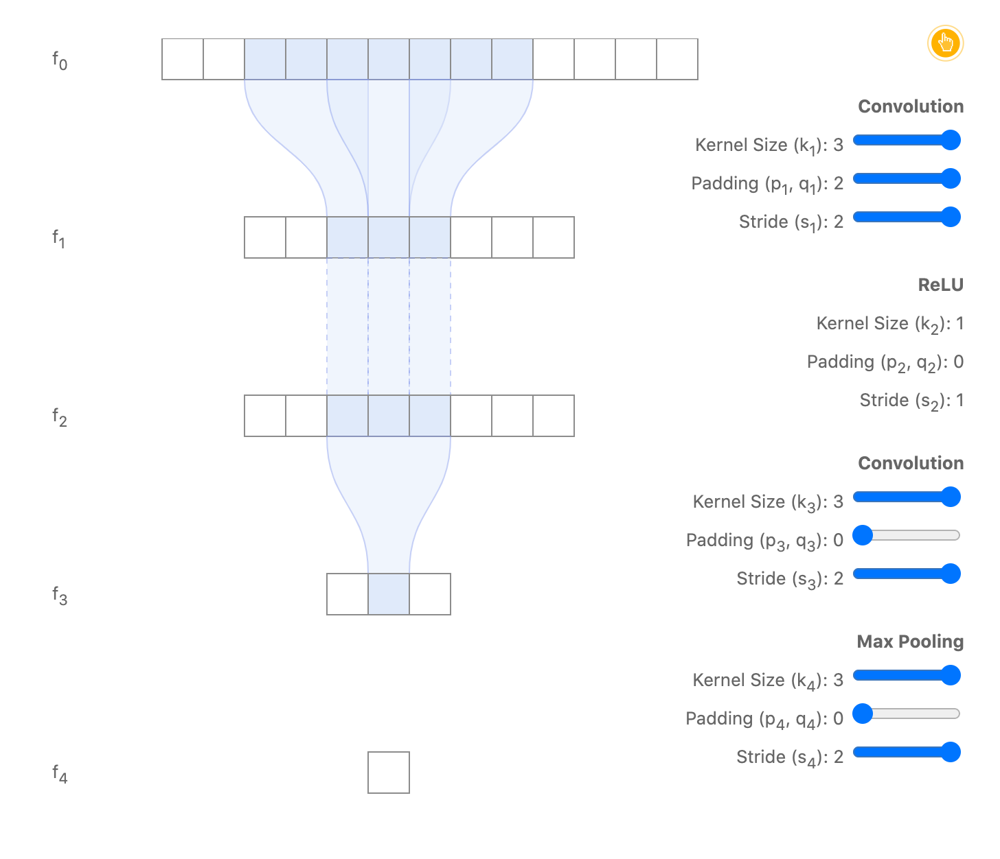 f0
Convolution
Kernel Size (k1): 3
Padding (p1, q1): 2
Stride (s1): 2
f1
ReLU
Kernel Size (k2): 1
Padding (p2, q2): 0
Stride (s2): 1
f2
Convolution
Kernel Size (k3): 3
Padding (p3, q3): 0
Stride (s3): 2
f3
Max Pooling
Kernel Size (k4): 3
Padding (p4, q4): 0
Stride (s4): 2
f4